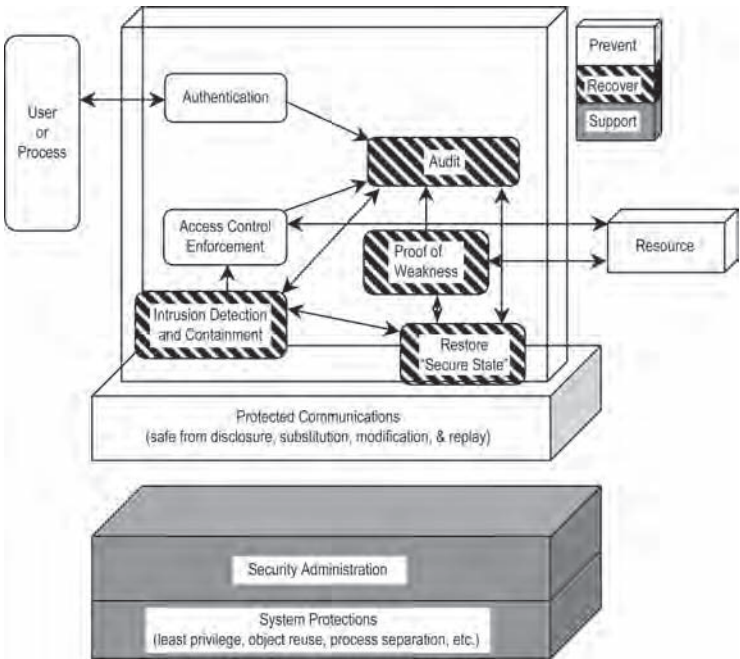 Prevent
Recover
Support
User
or
Process
Authentication
Audit
Access Control
Enforcement
Proof of
Weakness
Resource
Intrusion Detection
and Containment
Restore
"Secure State"
Protected Communications
(safe from disclosure, substitution, modification, & replay)
Security Administration
System Protections
(least privilege, object reuse, process separation, etc.)